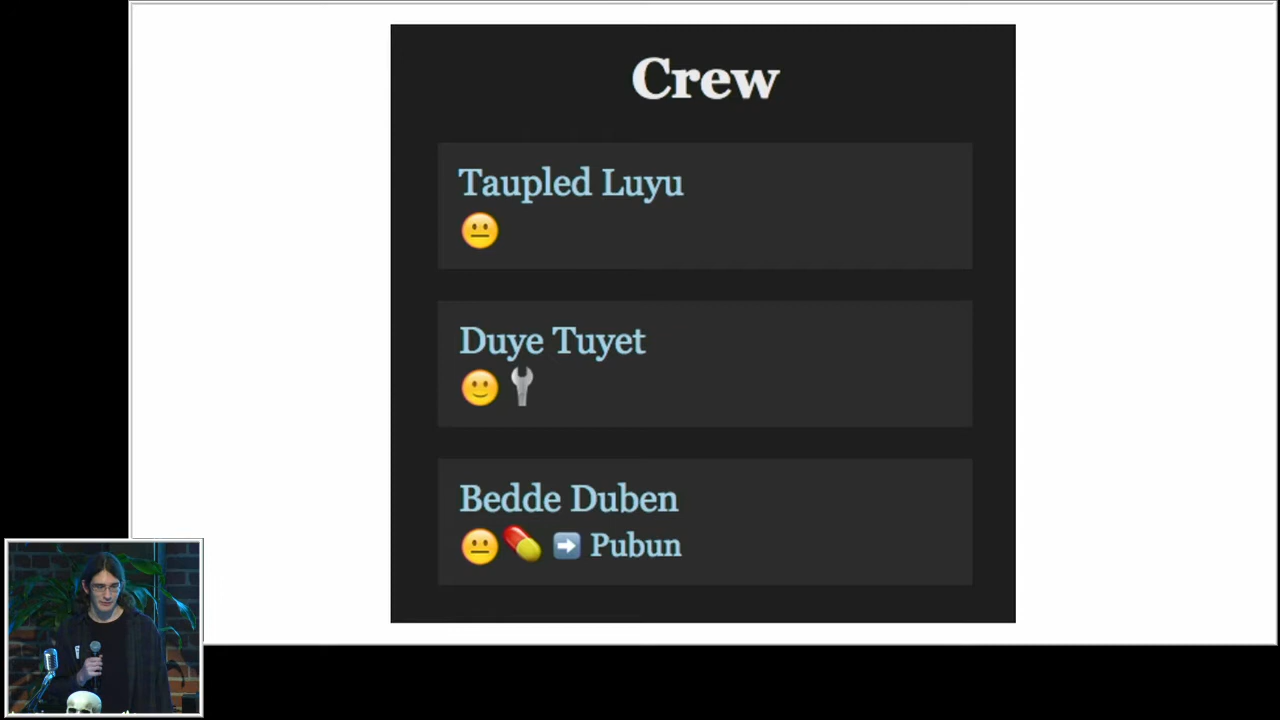 Crew
Taupled Luyu
😐
Duye Tuyet
🙂🔧
Bedde Duben
😐💊➡️ Pubun